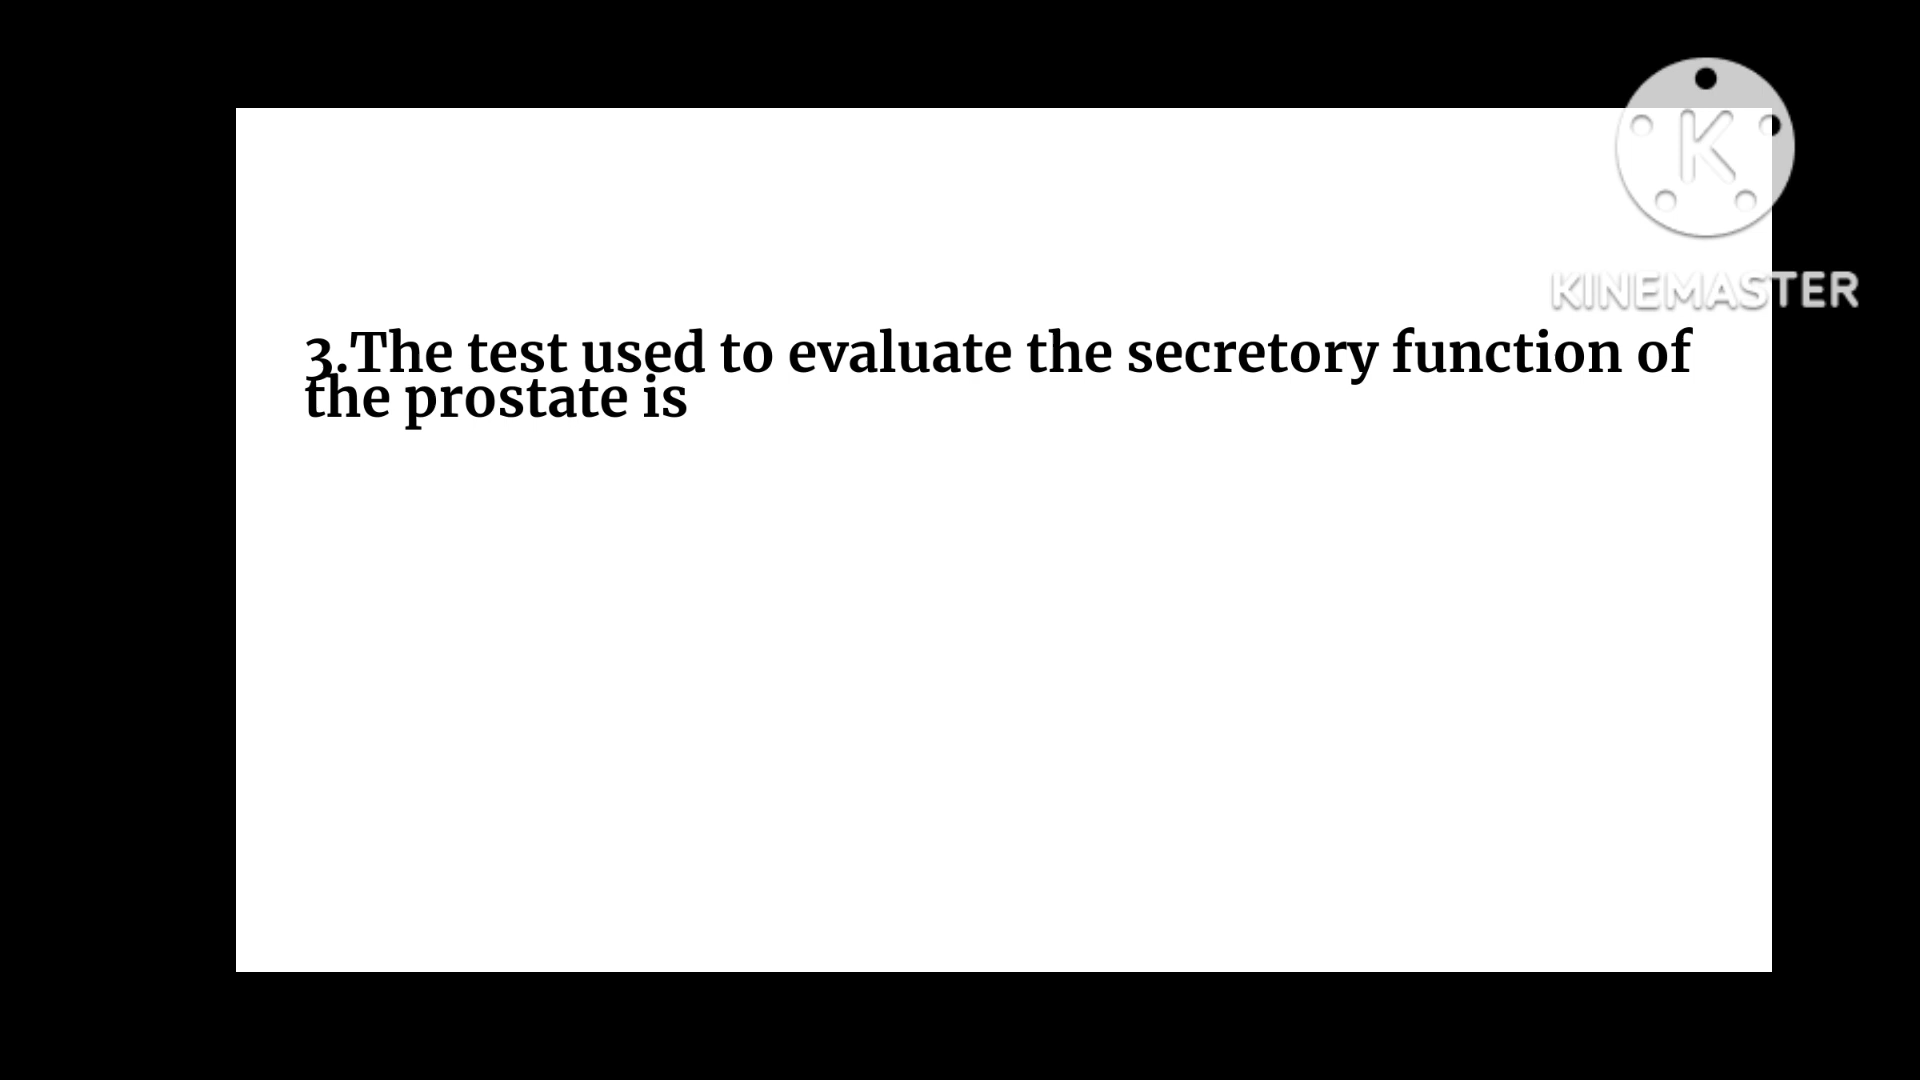 K
KINEMASTER
3.The test used to evaluate the secretory function of
the prostate is